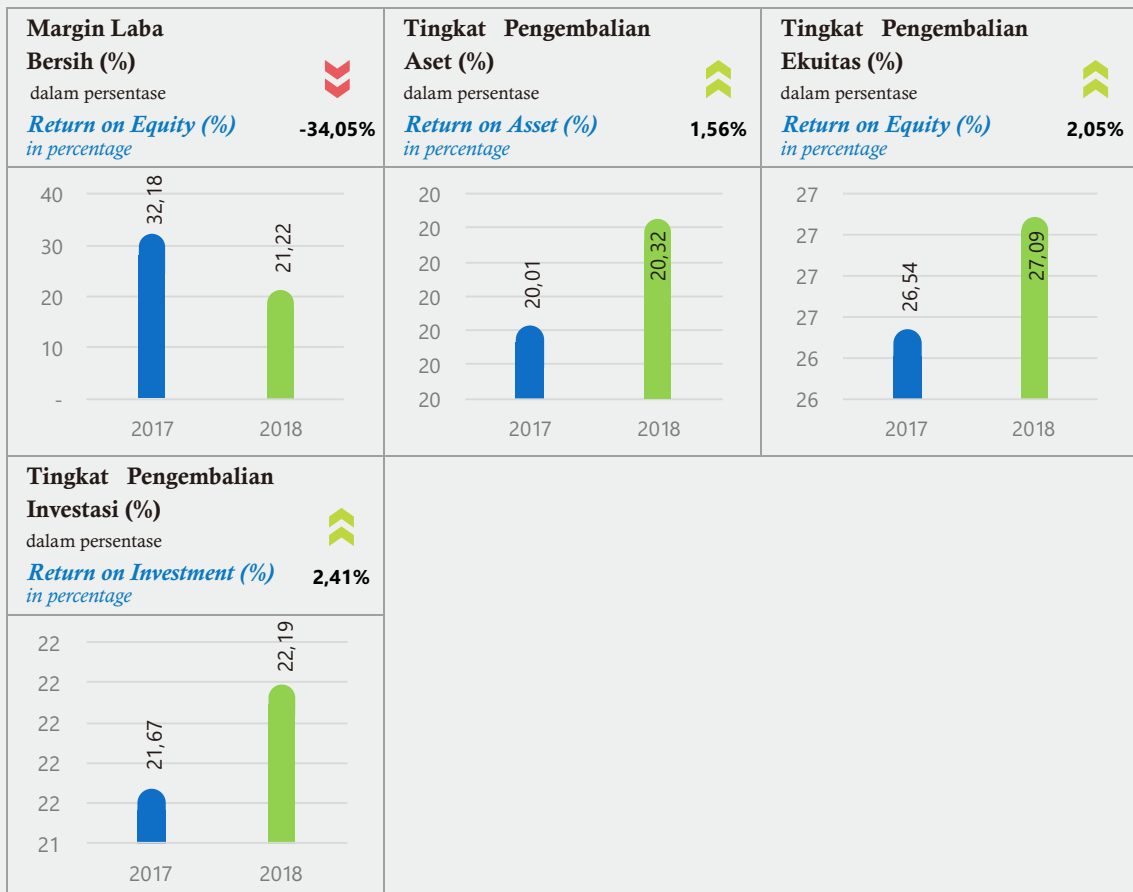 Margin Laba
Bersih (%)
dalam persentase
Return on Equity (%)
in percentage
-34,05%
40
30
20
10
-
32,18
21,22
2017
2018
Tingkat Pengembalian
Aset (%)
dalam persentase
Return on Asset (%)
in percentage
1,56%
20
20
20
20
20
20
20
20,01
20,32
2017
2018
Tingkat Pengembalian
Ekuitas (%)
dalam persentase
Return on Equity (%)
in percentage
2,05%
27
27
27
27
26
26
26,54
27,09
2017
2018
Tingkat Pengembalian
Investasi (%)
dalam persentase
Return on Investment (%)
in percentage
2,41%
22
22
22
22
22
21
21,67
22,19
2017
2018